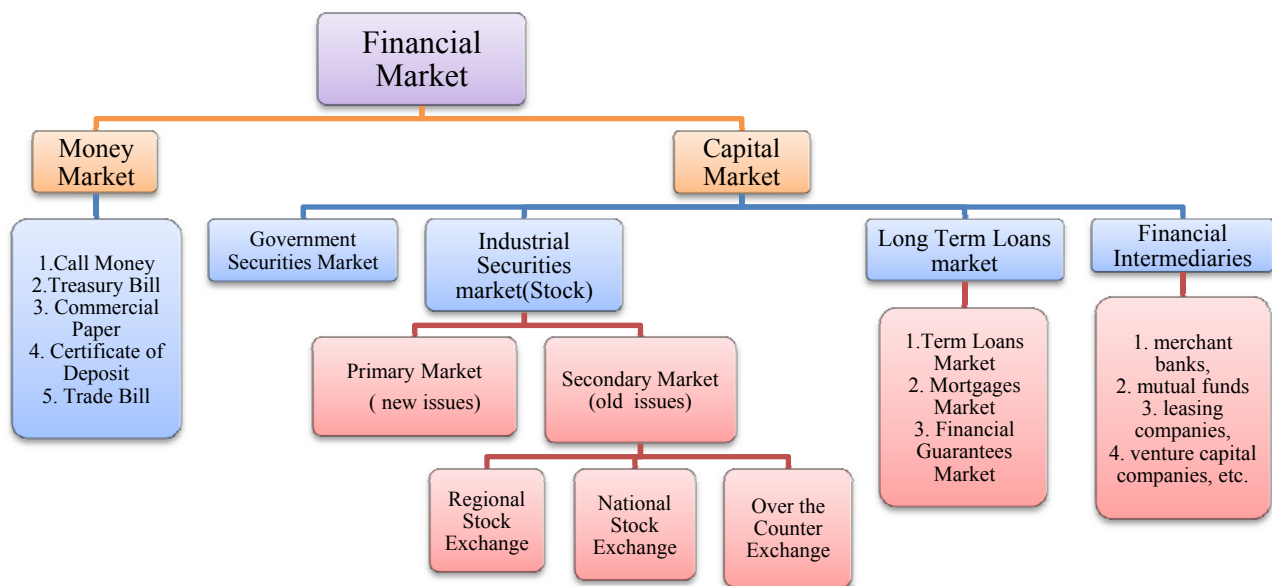 Financial
Market
Money
Market
Capital
Market
1.Call Money
2.Treasury Bill
3. Commercial
Paper
4. Certificate of
Deposit
5. Trade Bill
Government
Securities Market
Industrial
Securities
market(Stock)
Long Term Loans
market
Financial
Intermediaries
Primary Market
( new issues)
Secondary Market
(old issues)
1.Term Loans
Market
2. Mortgages
Market
3. Financial
Guarantees
Market
1. merchant
banks,
2. mutual funds
3. leasing
companies,
4. venture capital
companies, etc.
Regional
Stock
Exchange
National
Stock
Exchange
Over the
Counter
Exchange